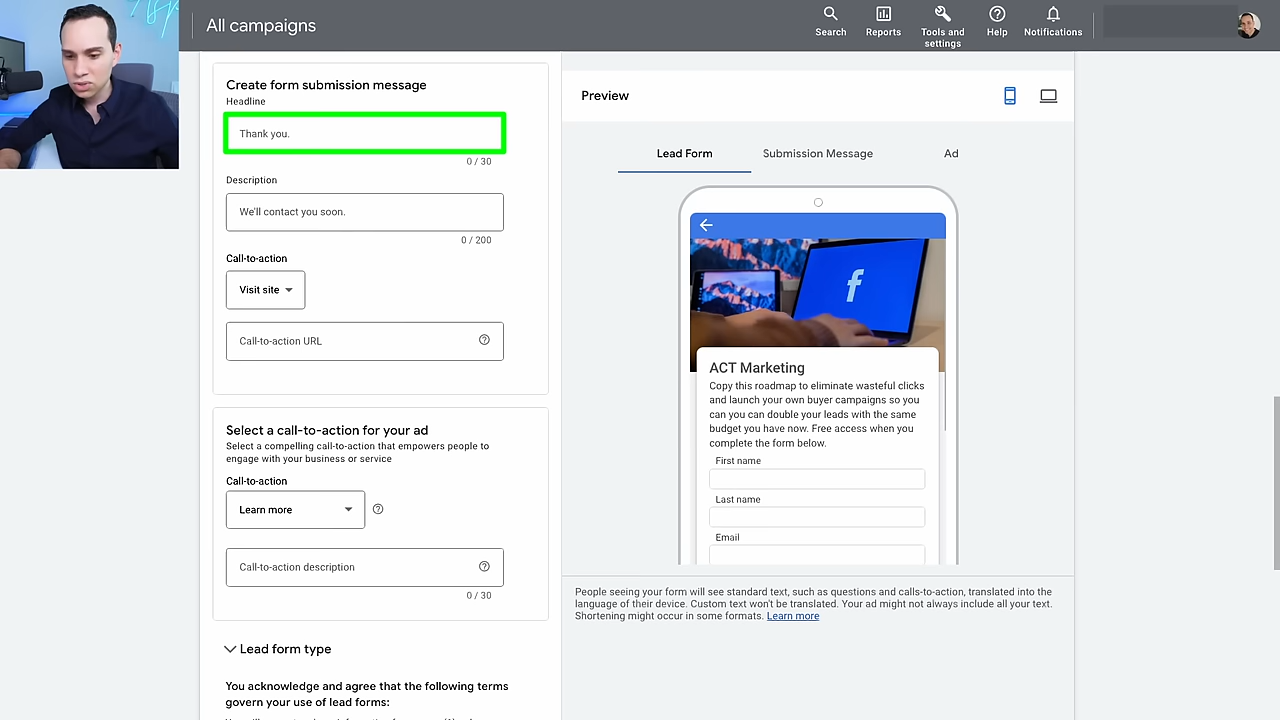 All campaigns
Search
Reports
Tools and
settings
Help
Notifications
Create form submission message
Headline
Thank you.
0 / 30
Description
We'll contact you soon.
0 / 200
Call-to-action
Visit site
Call-to-action URL
Select a call-to-action for your ad
Select a compelling call-to-action that empowers people to
engage with your business or service
Call-to-action
Learn more
Call-to-action description
0 / 30
Lead form type
You acknowledge and agree that the following terms
govern your use of lead forms:
Preview
Lead Form
Submission Message
Ad
f
ACT Marketing
Copy this roadmap to eliminate wasteful clicks
and launch your own buyer campaigns so you
can you can double your leads with the same
budget you have now. Free access when you
complete the form below.
First name
Last name
Email
People seeing your form will see standard text, such as questions and calls-to-action, translated into the
language of their device. Custom text won't be translated. Your ad might not always include all your text.
Shortening might occur in some formats. Learn more